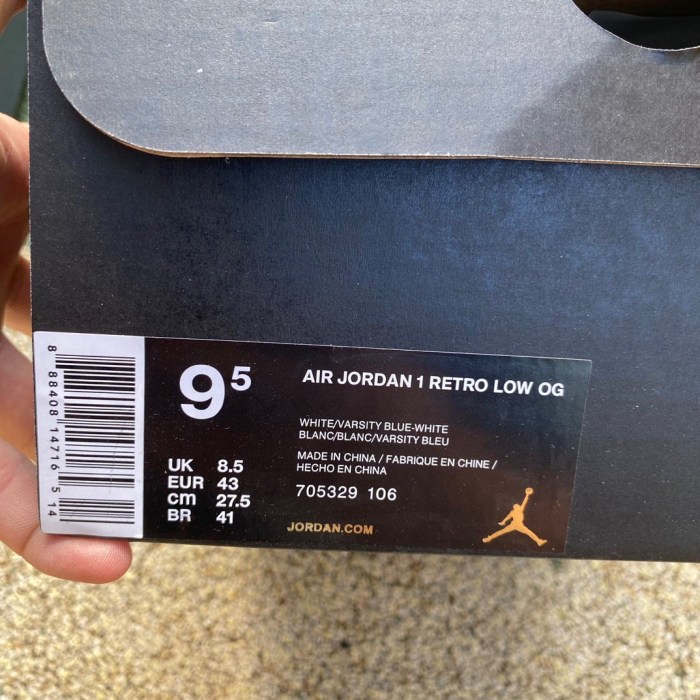 9 5
AIR JORDAN 1 RETRO LOW OG
WHITE/VARSITY BLUE-WHITE
BLANC/BLANC/VARSITY BLEU
MADE IN CHINA / FABRIQUE EN CHINE /
HECHO EN CHINA
705329 106
UK 8.5
EUR 43
cm 27.5
BR 41
JORDAN.COM
8 88408 14716 5 14